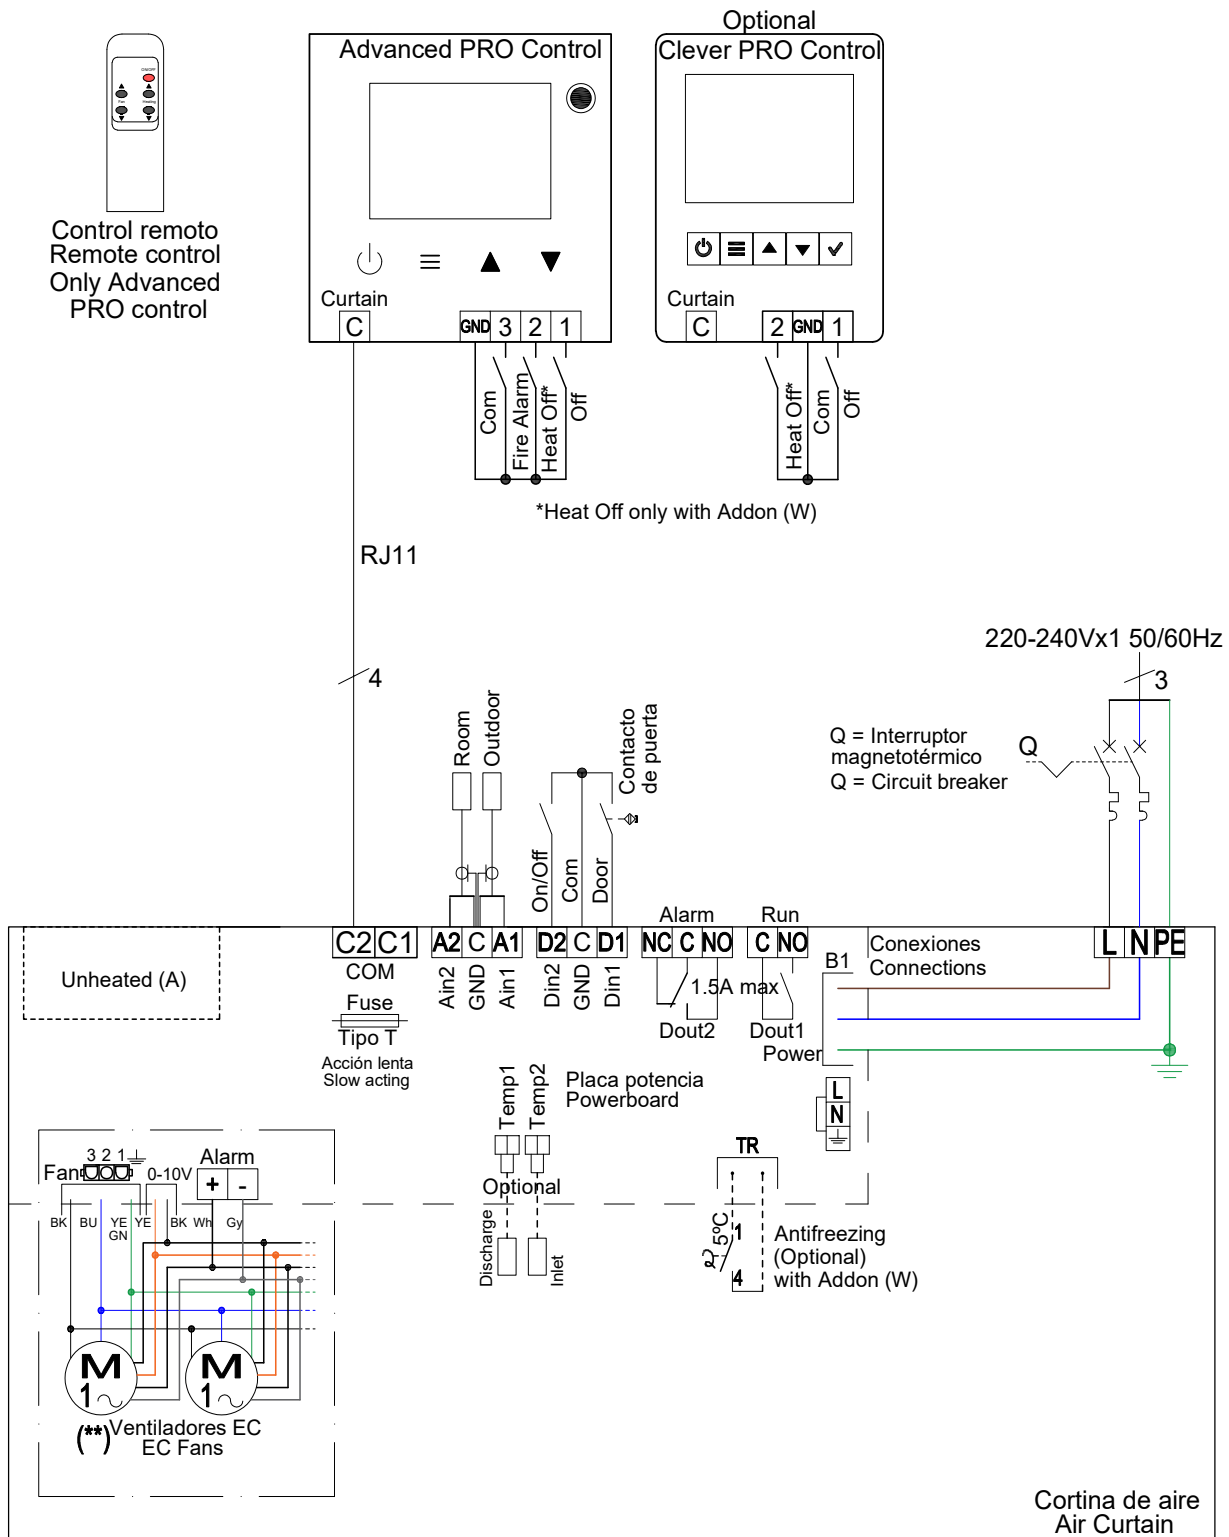 Optional
Advanced PRO Control
Clever PRO Control
ON/OFF
Fan
Heating
Control remoto
Remote control
Only Advanced
PRO control
Curtain
C
GND 3 2 1
Curtain
C
2 GND 1
Com
Fire Alarm
Heat Off*
Off
Heat Off*
Com
Off
*Heat Off only with Addon (W)
RJ11
4
220-240Vx1 50/60Hz
3
Room
Outdoor
Contacto
de puerta
Q = Interruptor
magnetotérmico
Q = Circuit breaker
Q
On/Off
Com
Door
Alarm
Run
C2 C1
A2 C A1
D2 C D1
NC C NO
C NO
L N PE
Unheated (A)
COM
Ain2
GND
Ain1
Din2
GND
Din1
1.5A max
B1
Conexiones
Connections
Fuse
Tipo T
Acción lenta
Slow acting
Dout2
Dout1
Power
Temp1
Temp2
Placa potencia
Powerboard
L
N
TR
Fan
3 2 1
0-10V
Alarm
+ -
Optional
BK BU YE
GN
YE BK Wh Gy
Discharge
Inlet
5ºC
1
4
Antifreezing
(Optional)
with Addon (W)
M
1
M
1
(**)
Ventiladores EC
EC Fans
Cortina de aire
Air Curtain